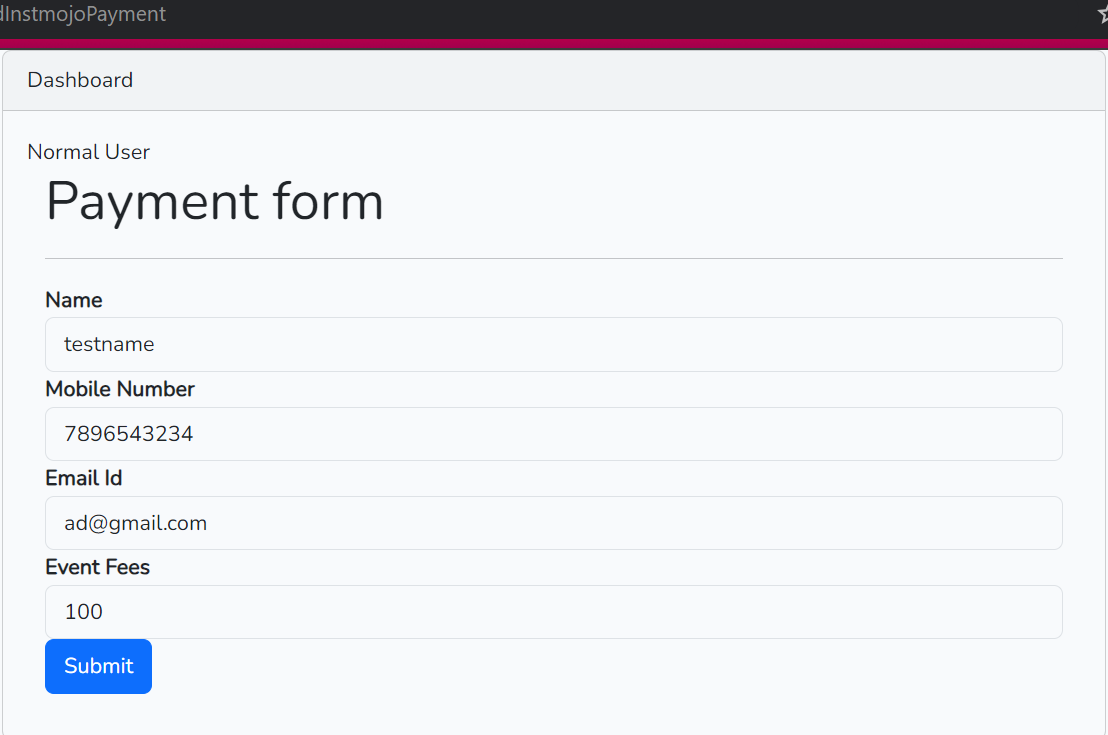 dInstmojoPayment
Dashboard
Normal User
Payment form
Name
testname
Mobile Number
7896543234
Email Id
ad@gmail.com
Event Fees
100
Submit